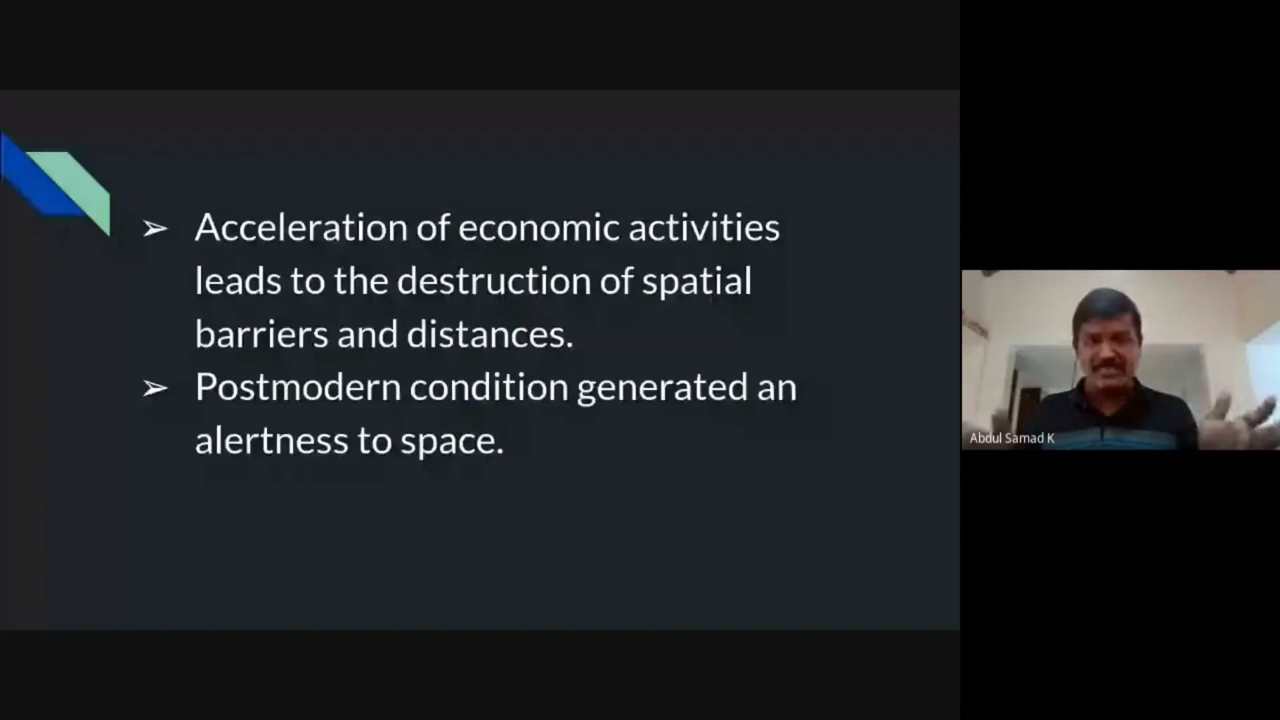 ➢ Acceleration of economic activities
leads to the destruction of spatial
barriers and distances.
➢ Postmodern condition generated an
alertness to space.
Abdul Samad K